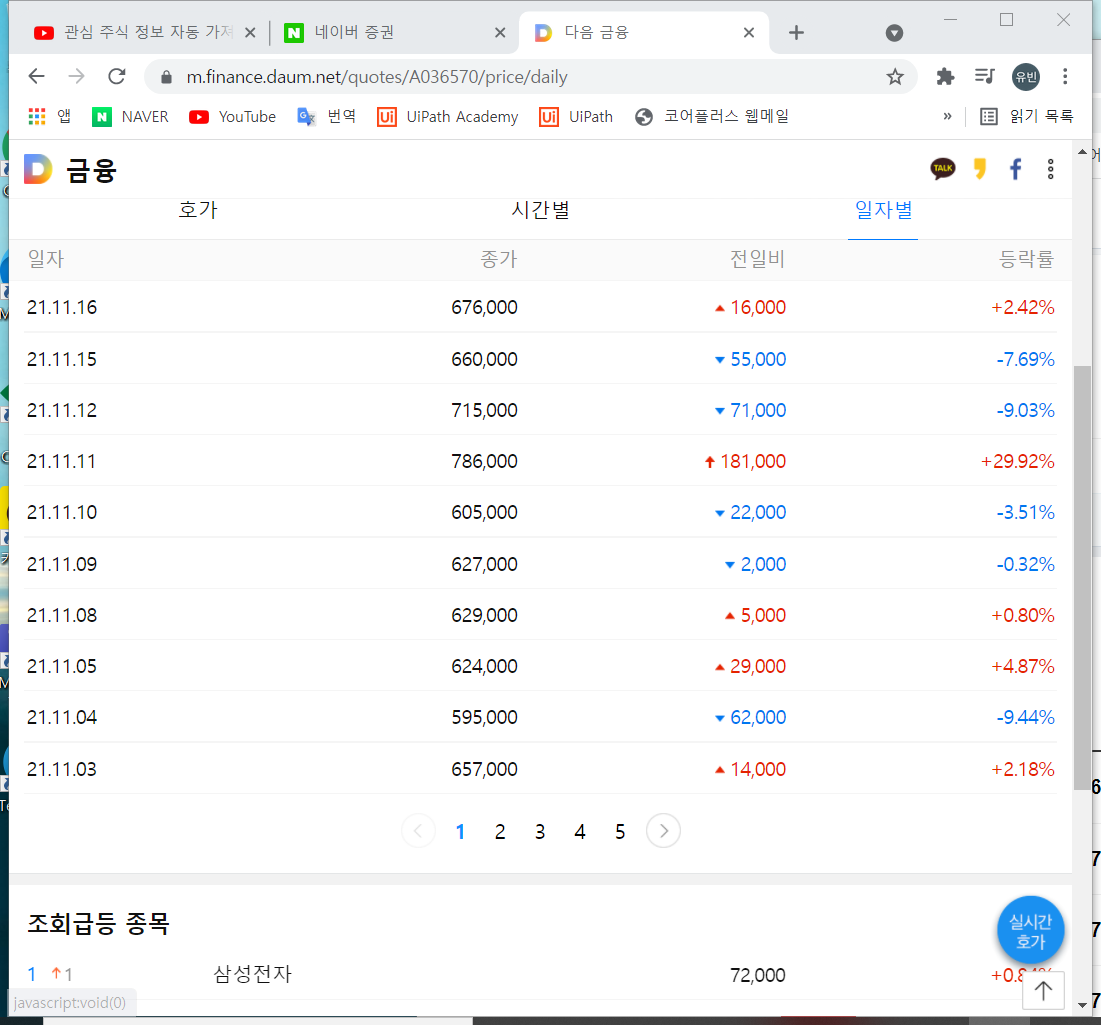 관심 주식 정보 자동 가져
네이버 증권
다음 금융
m.finance.daum.net/quotes/A036570/price/daily
유빈
앱
N NAVER
YouTube
번역
Ui UiPath Academy
Ui UiPath
코어플러스 웹메일
»
읽기 목록
금융
TALK
호가 시간별 일자별
일자 종가 전일비 등락률
21.11.16 676,000 ▲ 16,000 +2.42%
21.11.15 660,000 ▼ 55,000 -7.69%
21.11.12 715,000 ▼ 71,000 -9.03%
21.11.11 786,000 ↑ 181,000 +29.92%
21.11.10 605,000 ▼ 22,000 -3.51%
21.11.09 627,000 ▼ 2,000 -0.32%
21.11.08 629,000 ▲ 5,000 +0.80%
21.11.05 624,000 ▲ 29,000 +4.87%
21.11.04 595,000 ▼ 62,000 -9.44%
21.11.03 657,000 ▲ 14,000 +2.18%
1 2 3 4 5
조회급등 종목
실시간
호가
1 ↑1 삼성전자 72,000
javascript:void(0)